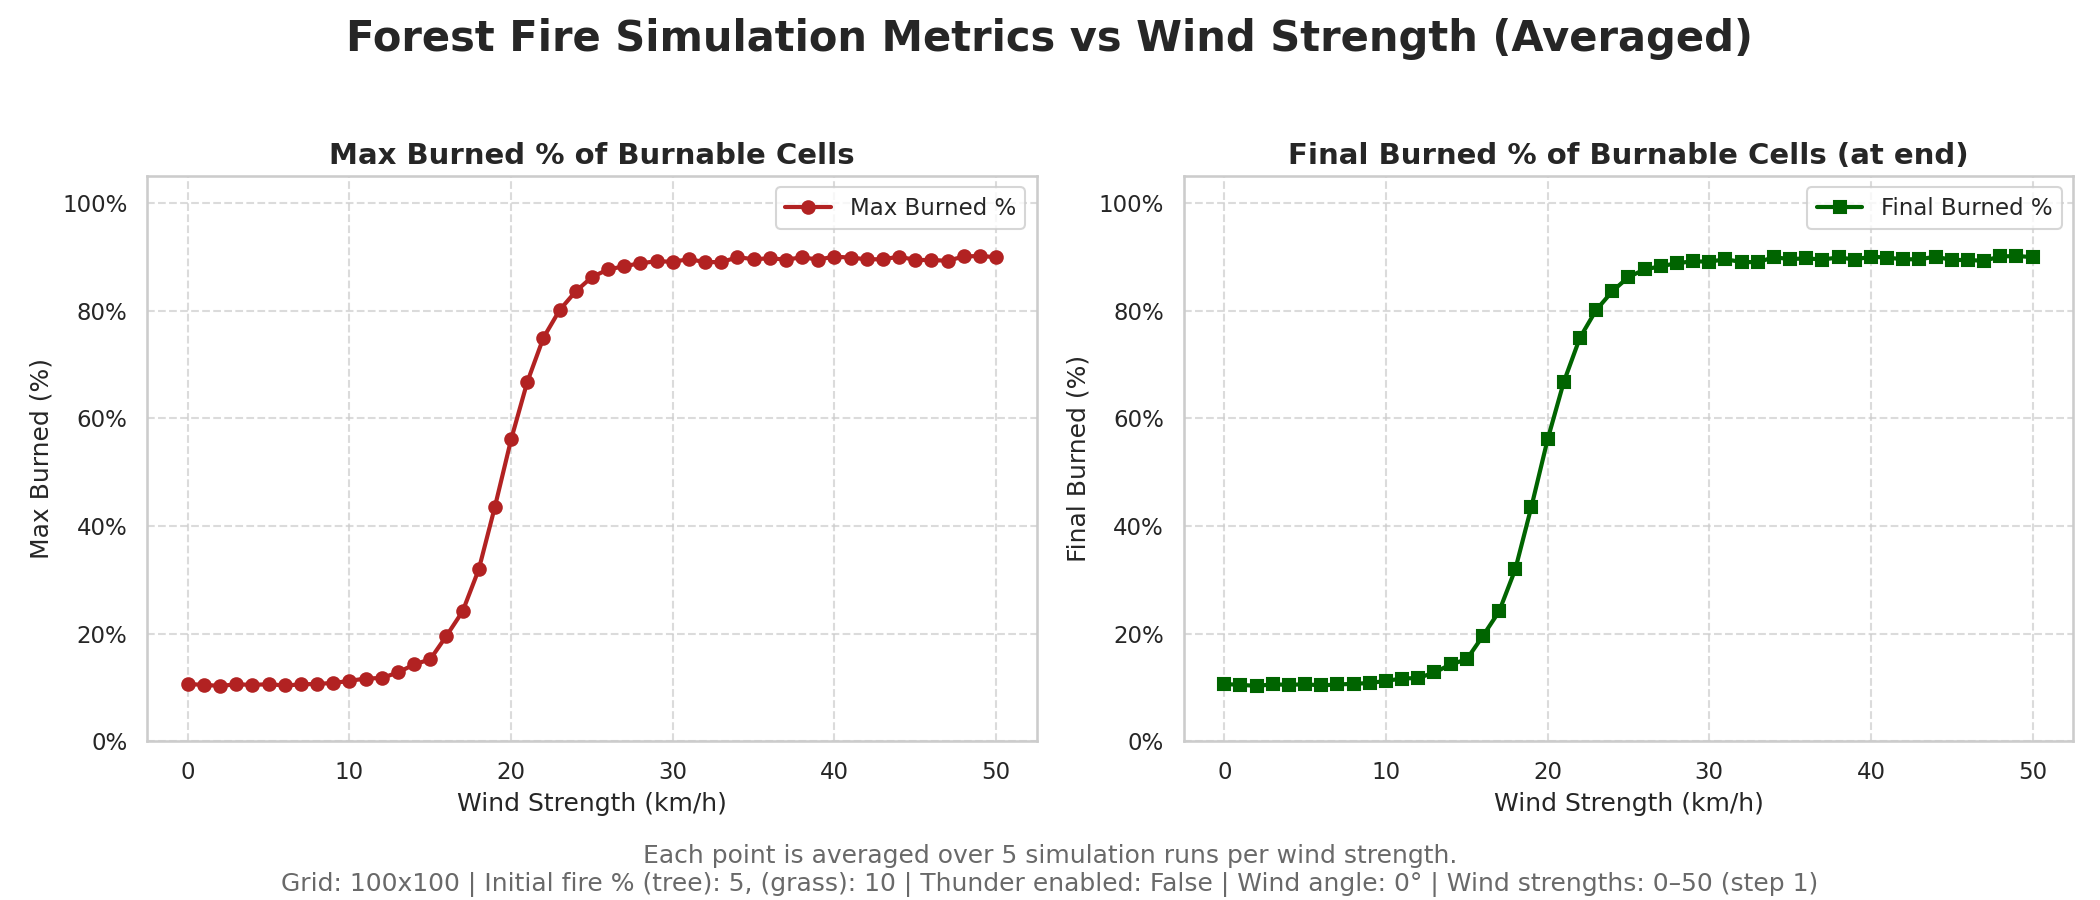 Forest Fire Simulation Metrics vs Wind Strength (Averaged)
Max Burned % of Burnable Cells
Max Burned %
Max Burned (%)
100%
80%
60%
40%
20%
0%
0 10 20 30 40 50
Wind Strength (km/h)
Final Burned % of Burnable Cells (at end)
Final Burned %
Final Burned (%)
100%
80%
60%
40%
20%
0%
0 10 20 30 40 50
Wind Strength (km/h)
Each point is averaged over 5 simulation runs per wind strength.
Grid: 100x100 | Initial fire % (tree): 5, (grass): 10 | Thunder enabled: False | Wind angle: 0° | Wind strengths: 0–50 (step 1)